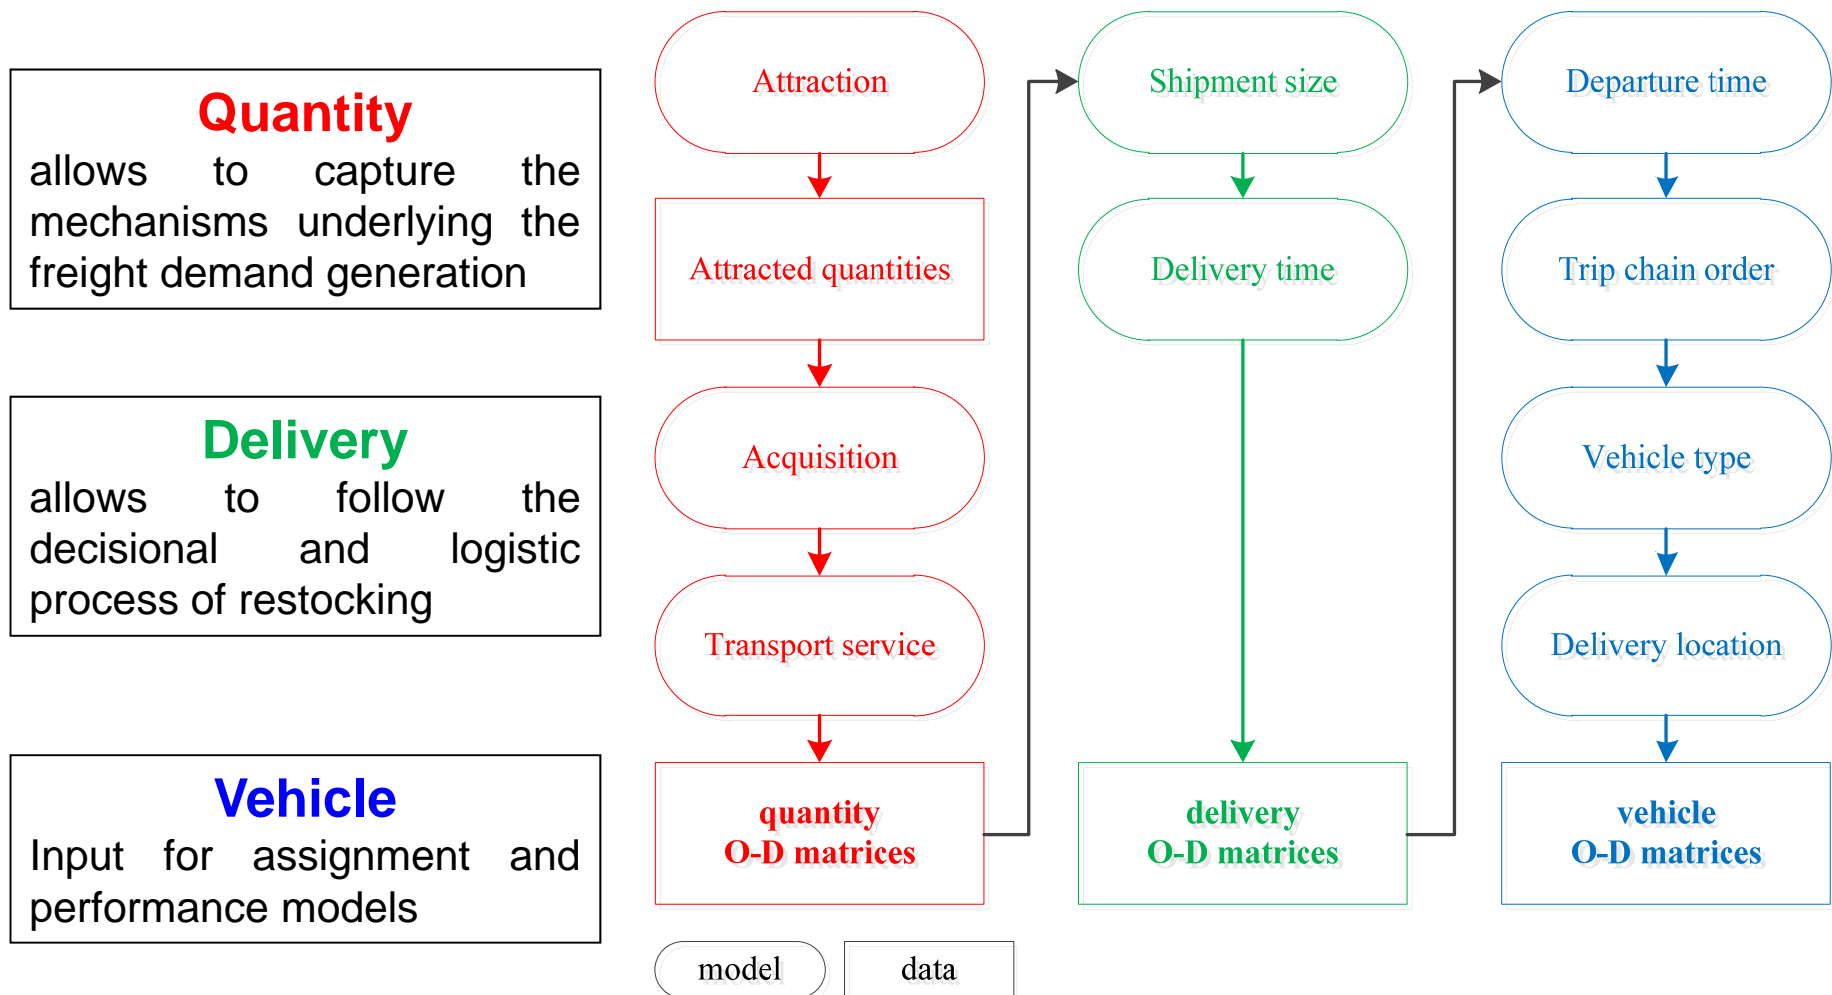 Quantity
allows to capture the
mechanisms underlying the
freight demand generation
Delivery
allows to follow the
decisional and logistic
process of restocking
Vehicle
Input for assignment and
performance models
Attraction
Attracted quantities
Acquisition
Transport service
quantity
O-D matrices
Shipment size
Delivery time
delivery
O-D matrices
Departure time
Trip chain order
Vehicle type
Delivery location
vehicle
O-D matrices
model
data